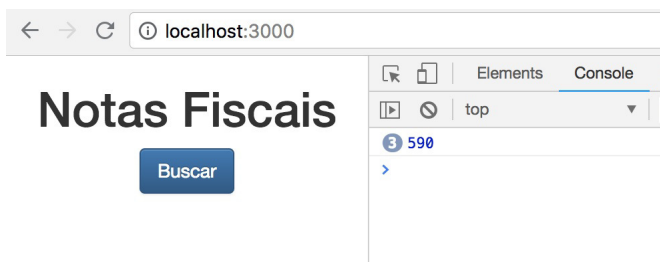 localhost:3000
Elements Console
top
Notas Fiscais
3 590
Buscar